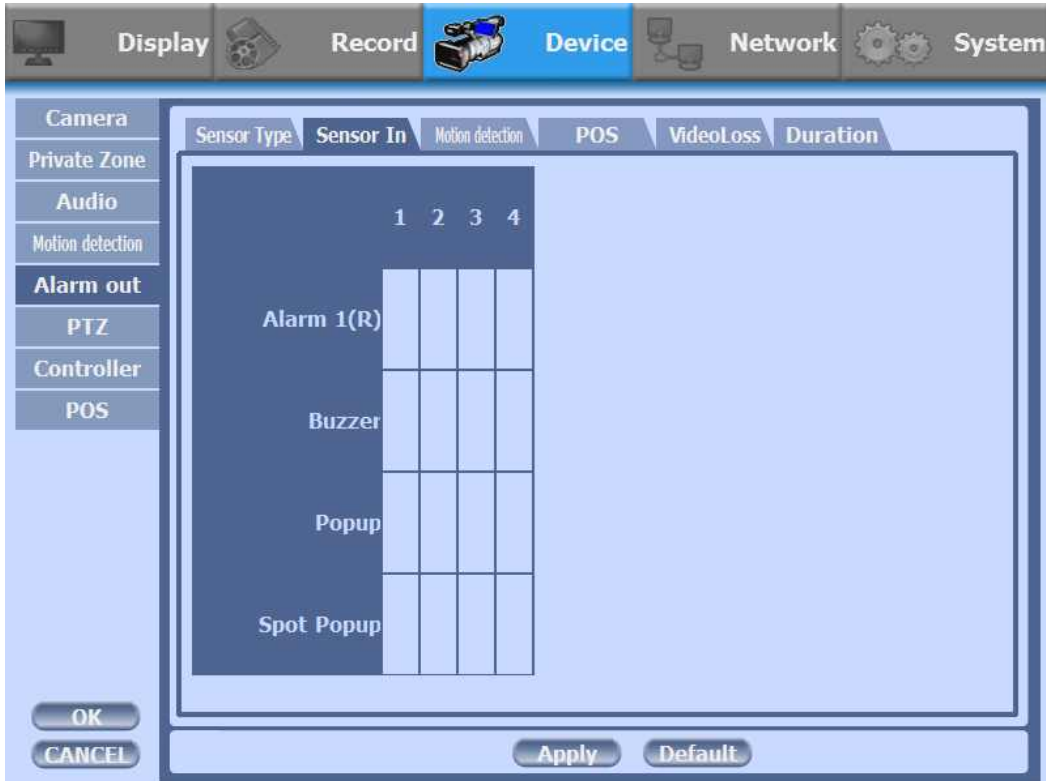 Display Record Device Network System
Camera
Private Zone
Audio
Motion detection
Alarm out
PTZ
Controller
POS
Sensor Type Sensor In Motion detection POS VideoLoss Duration
1 2 3 4
Alarm 1(R)
Buzzer
Popup
Spot Popup
OK
CANCEL
Apply Default